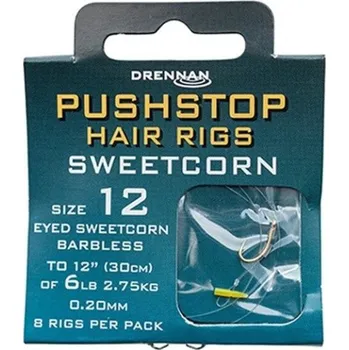 DRENNAN
PUSHSTOP
HAIR RIGS
SWEETCORN
SIZE 12
EYED SWEETCORN
BARBLESS
TO 12" (30CM)
OF 6LB 2.75KG
0.20MM
8 RIGS PER PACK